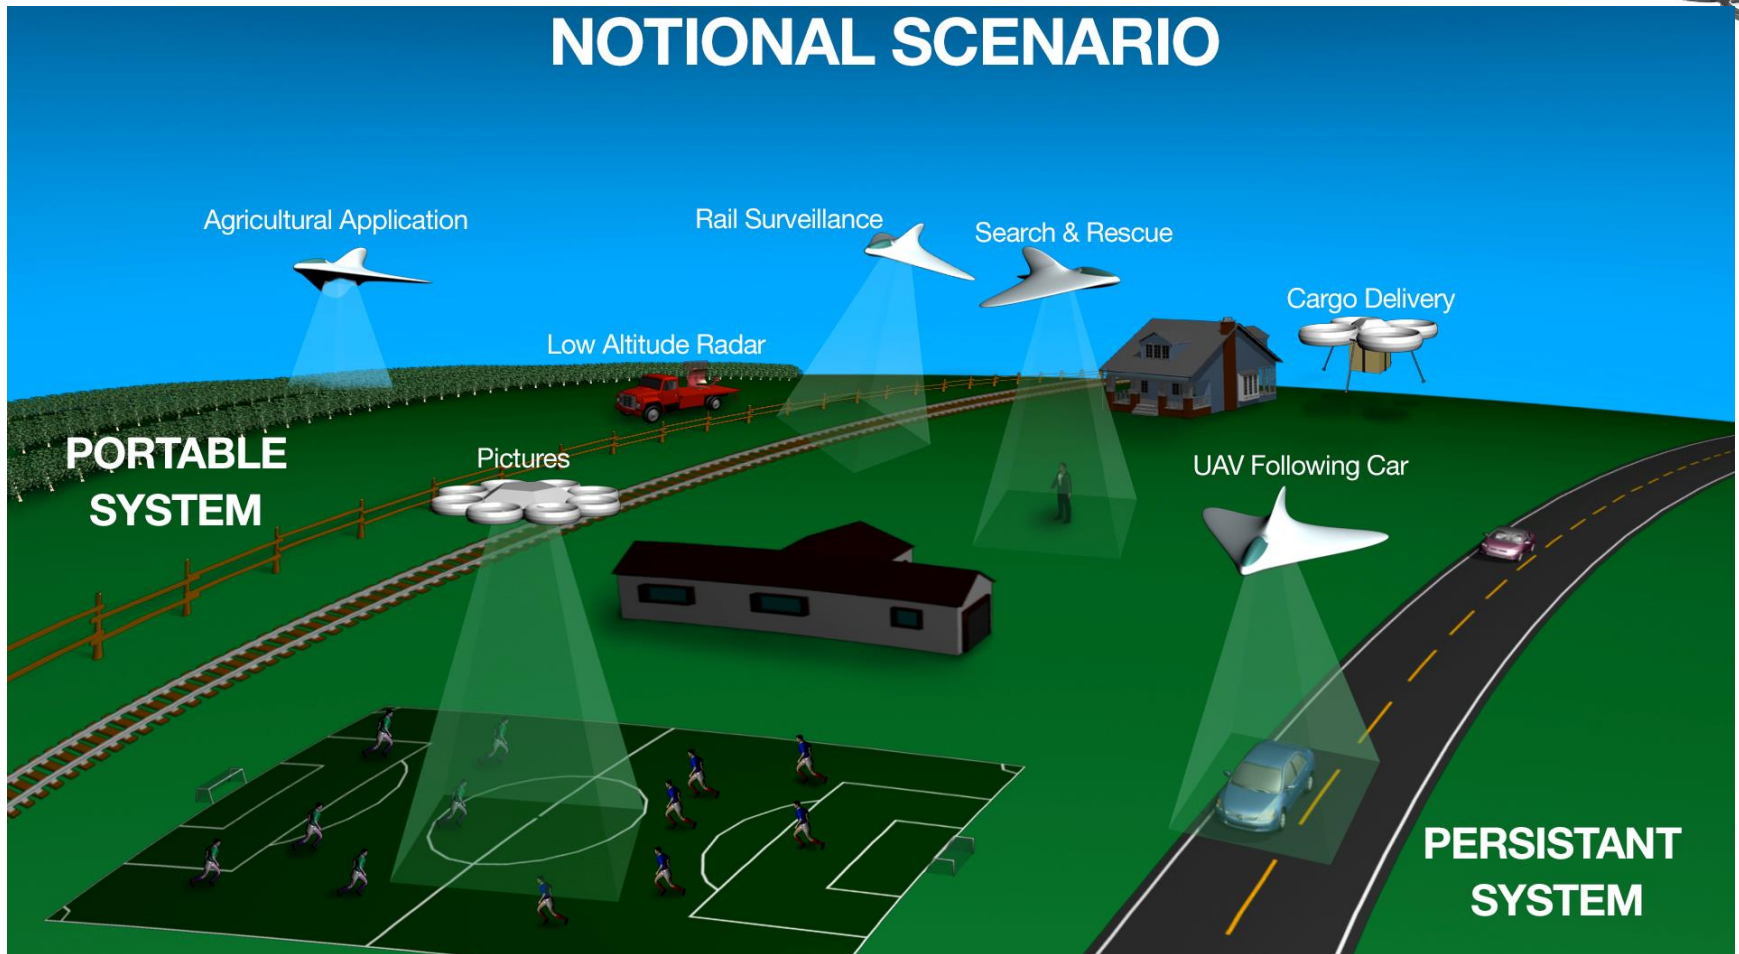 NOTIONAL SCENARIO
Agricultural Application
Rail Surveillance
Search & Rescue
Cargo Delivery
Low Altitude Radar
PORTABLE
SYSTEM
Pictures
UAV Following Car
PERSISTANT
SYSTEM